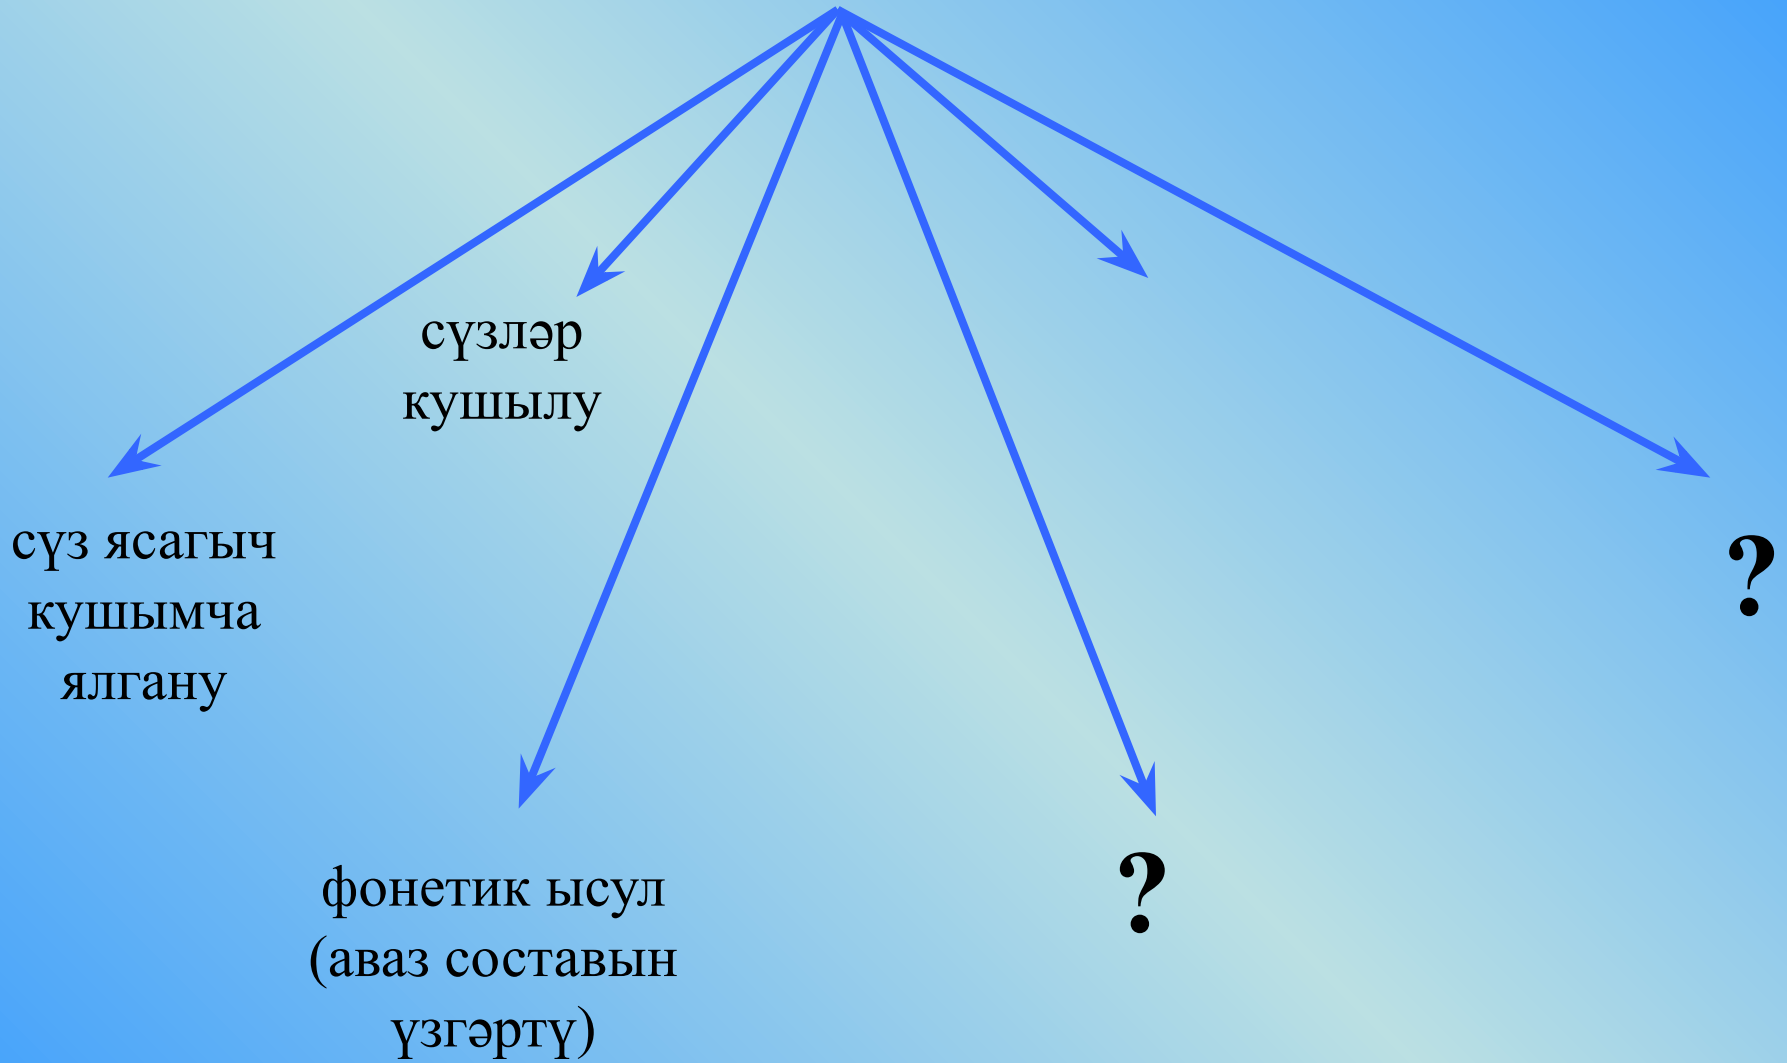 сүзләр
кушылу
сүз ясагыч
кушымча
ялгану
?
фонетик ысул
(аваз составын
үзгәртү)
?